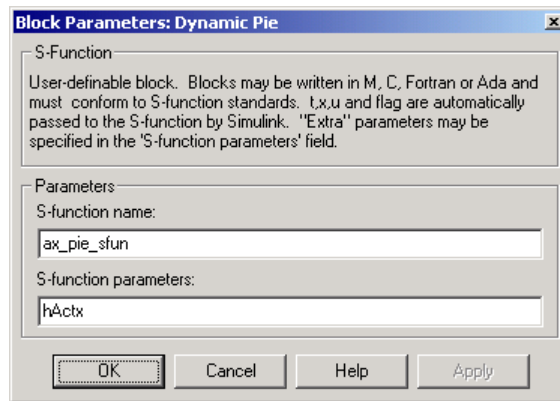 Block Parameters: Dynamic Pie
S-Function
User-definable block. Blocks may be written in M, C, Fortran or Ada and
must conform to S-function standards. t,x,u and flag are automatically
passed to the S-function by Simulink. "Extra" parameters may be
specified in the 'S-function parameters' field.
Parameters
S-function name:
ax_pie_sfun
S-function parameters:
hActx
OK Cancel Help Apply